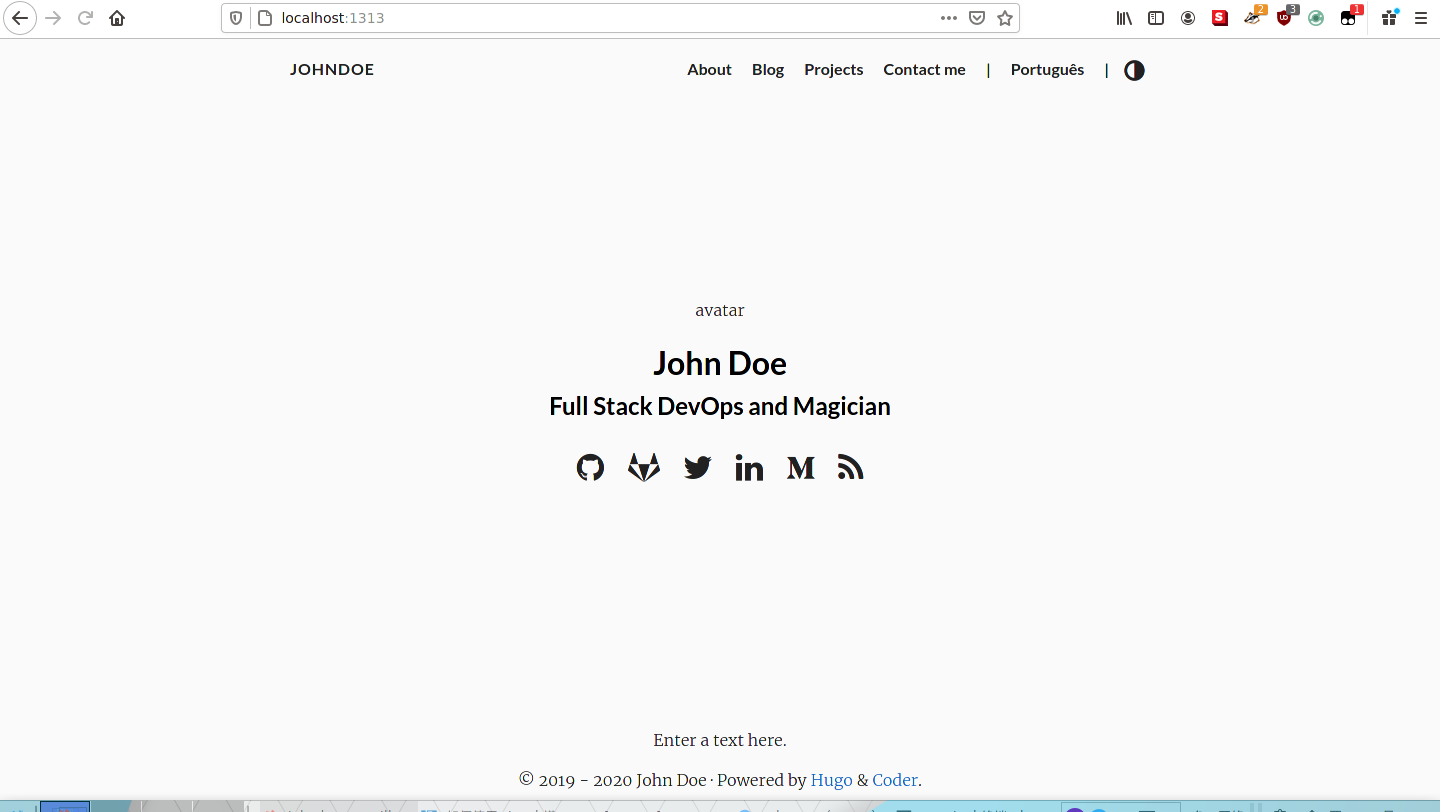 localhost:1313
2
3
1
JOHNDOE
About Blog Projects Contact me | Português |
avatar
John Doe
Full Stack DevOps and Magician
Enter a text here.
© 2019 - 2020 John Doe · Powered by Hugo & Coder.